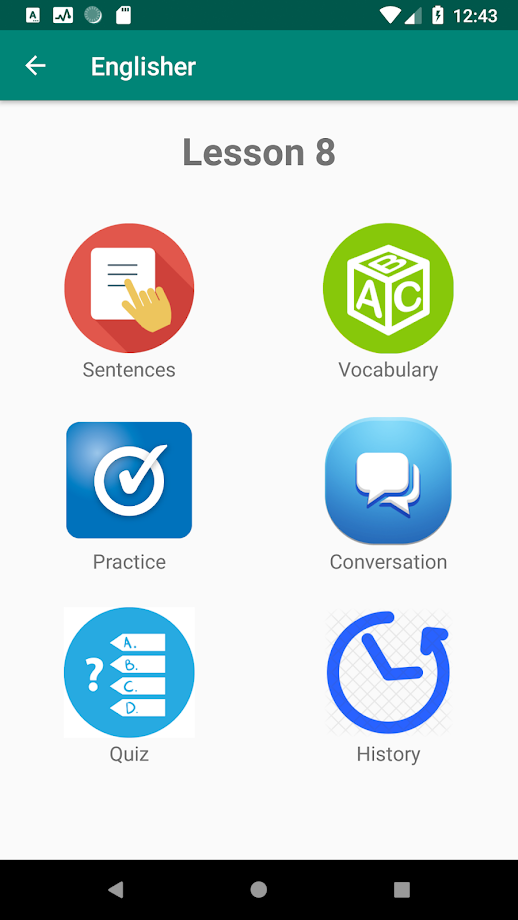 12:43
Englisher
Lesson 8
Sentences
Vocabulary
A B C
Practice
Conversation
?
A.
B.
C.
D.
Quiz
History